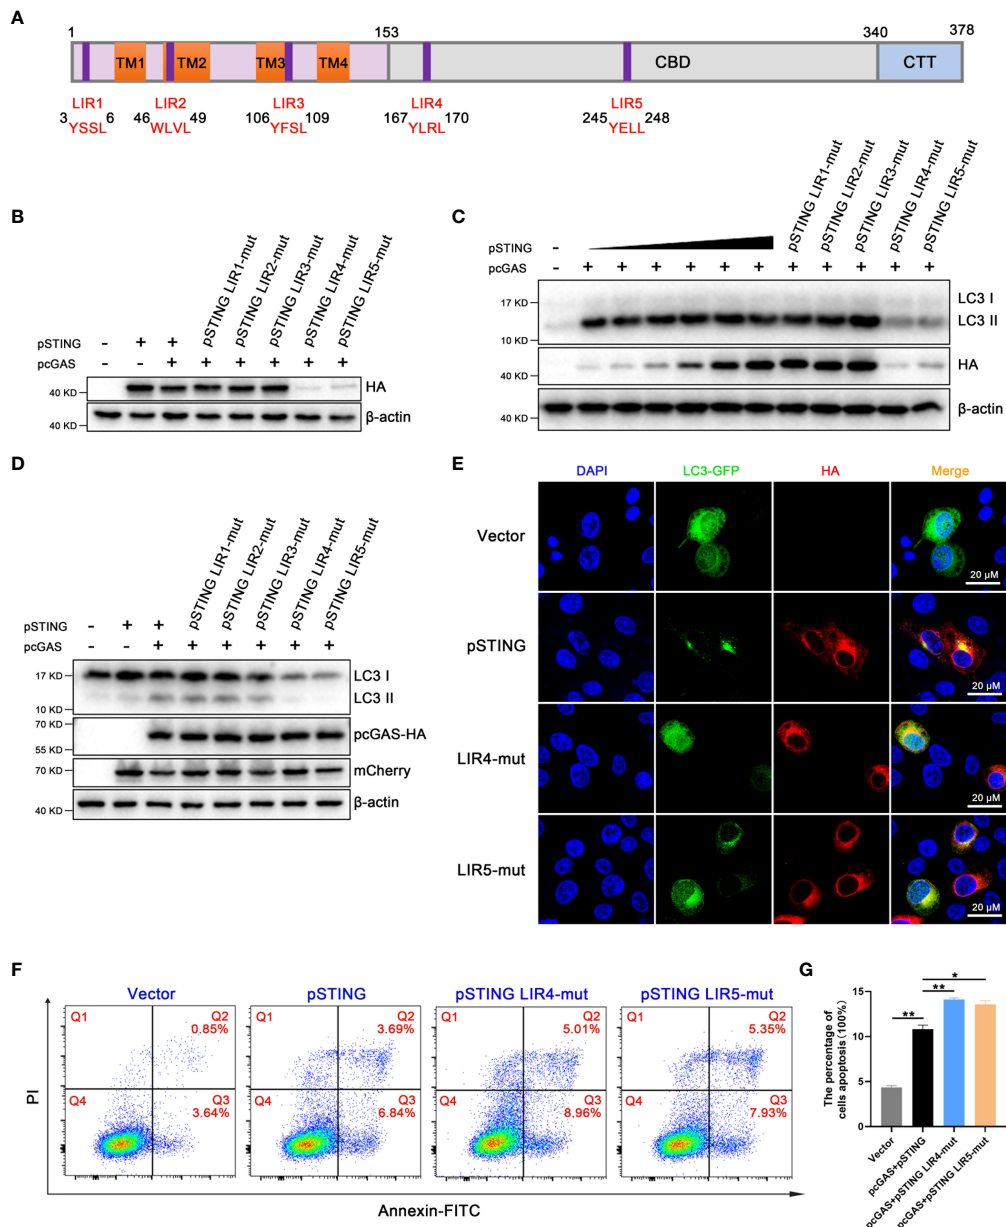 A
1 153 340 378
TM1 TM2 TM3 TM4 CBD CTT
LIR1 LIR2 LIR3 LIR4 LIR5
3 YSSL 6 46 WLVL 49 106 YFSL 109 167 YLRL 170 245 YELL 248
B
pSTING LIR1-mut
pSTING LIR2-mut
pSTING LIR3-mut
pSTING LIR4-mut
pSTING LIR5-mut
pSTING - + +
pcGAS - - + + + + + +
40 KD HA
40 KD β-actin
C
pSTING LIR1-mut
pSTING LIR2-mut
pSTING LIR3-mut
pSTING LIR4-mut
pSTING LIR5-mut
pSTING -
pcGAS - + + + + + + + + + + +
17 KD LC3 I
LC3 II
10 KD
40 KD HA
40 KD β-actin
D
pSTING LIR1-mut
pSTING LIR2-mut
pSTING LIR3-mut
pSTING LIR4-mut
pSTING LIR5-mut
pSTING - + +
pcGAS - - + + + + + +
17 KD LC3 I
LC3 II
10 KD
70 KD
pcGAS-HA
55 KD
70 KD mCherry
40 KD β-actin
E
DAPI LC3-GFP HA Merge
Vector
20 μM
pSTING
20 μM
LIR4-mut
20 μM
LIR5-mut
20 μM
F
Vector pSTING pSTING LIR4-mut pSTING LIR5-mut
Q1 Q2 0.85% Q1 Q2 3.69% Q1 Q2 5.01% Q1 Q2 5.35%
Q4 Q3 3.64% Q4 Q3 6.84% Q4 Q3 8.96% Q4 Q3 7.93%
PI
Annexin-FITC
G
The percentage of
cells apoptosis (100%)
15
10
5
0
** ** *
Vector
pcGAS+pSTING
pcGAS+pSTING LIR4-mut
pcGAS+pSTING LIR5-mut